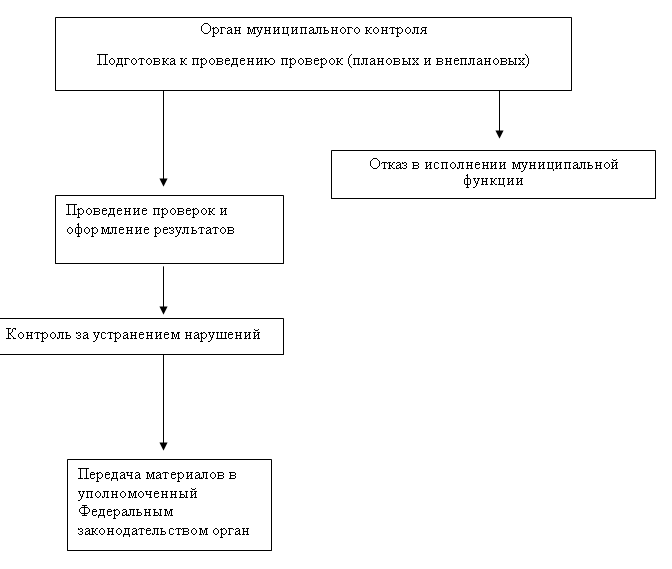 Орган муниципального контроля
Подготовка к проведению проверок (плановых и внеплановых)
Отказ в исполнении муниципальной
функции
Проведение проверок и
оформление результатов
Контроль за устранением нарушений
Передача материалов в
уполномоченный
Федеральным
законодательством орган